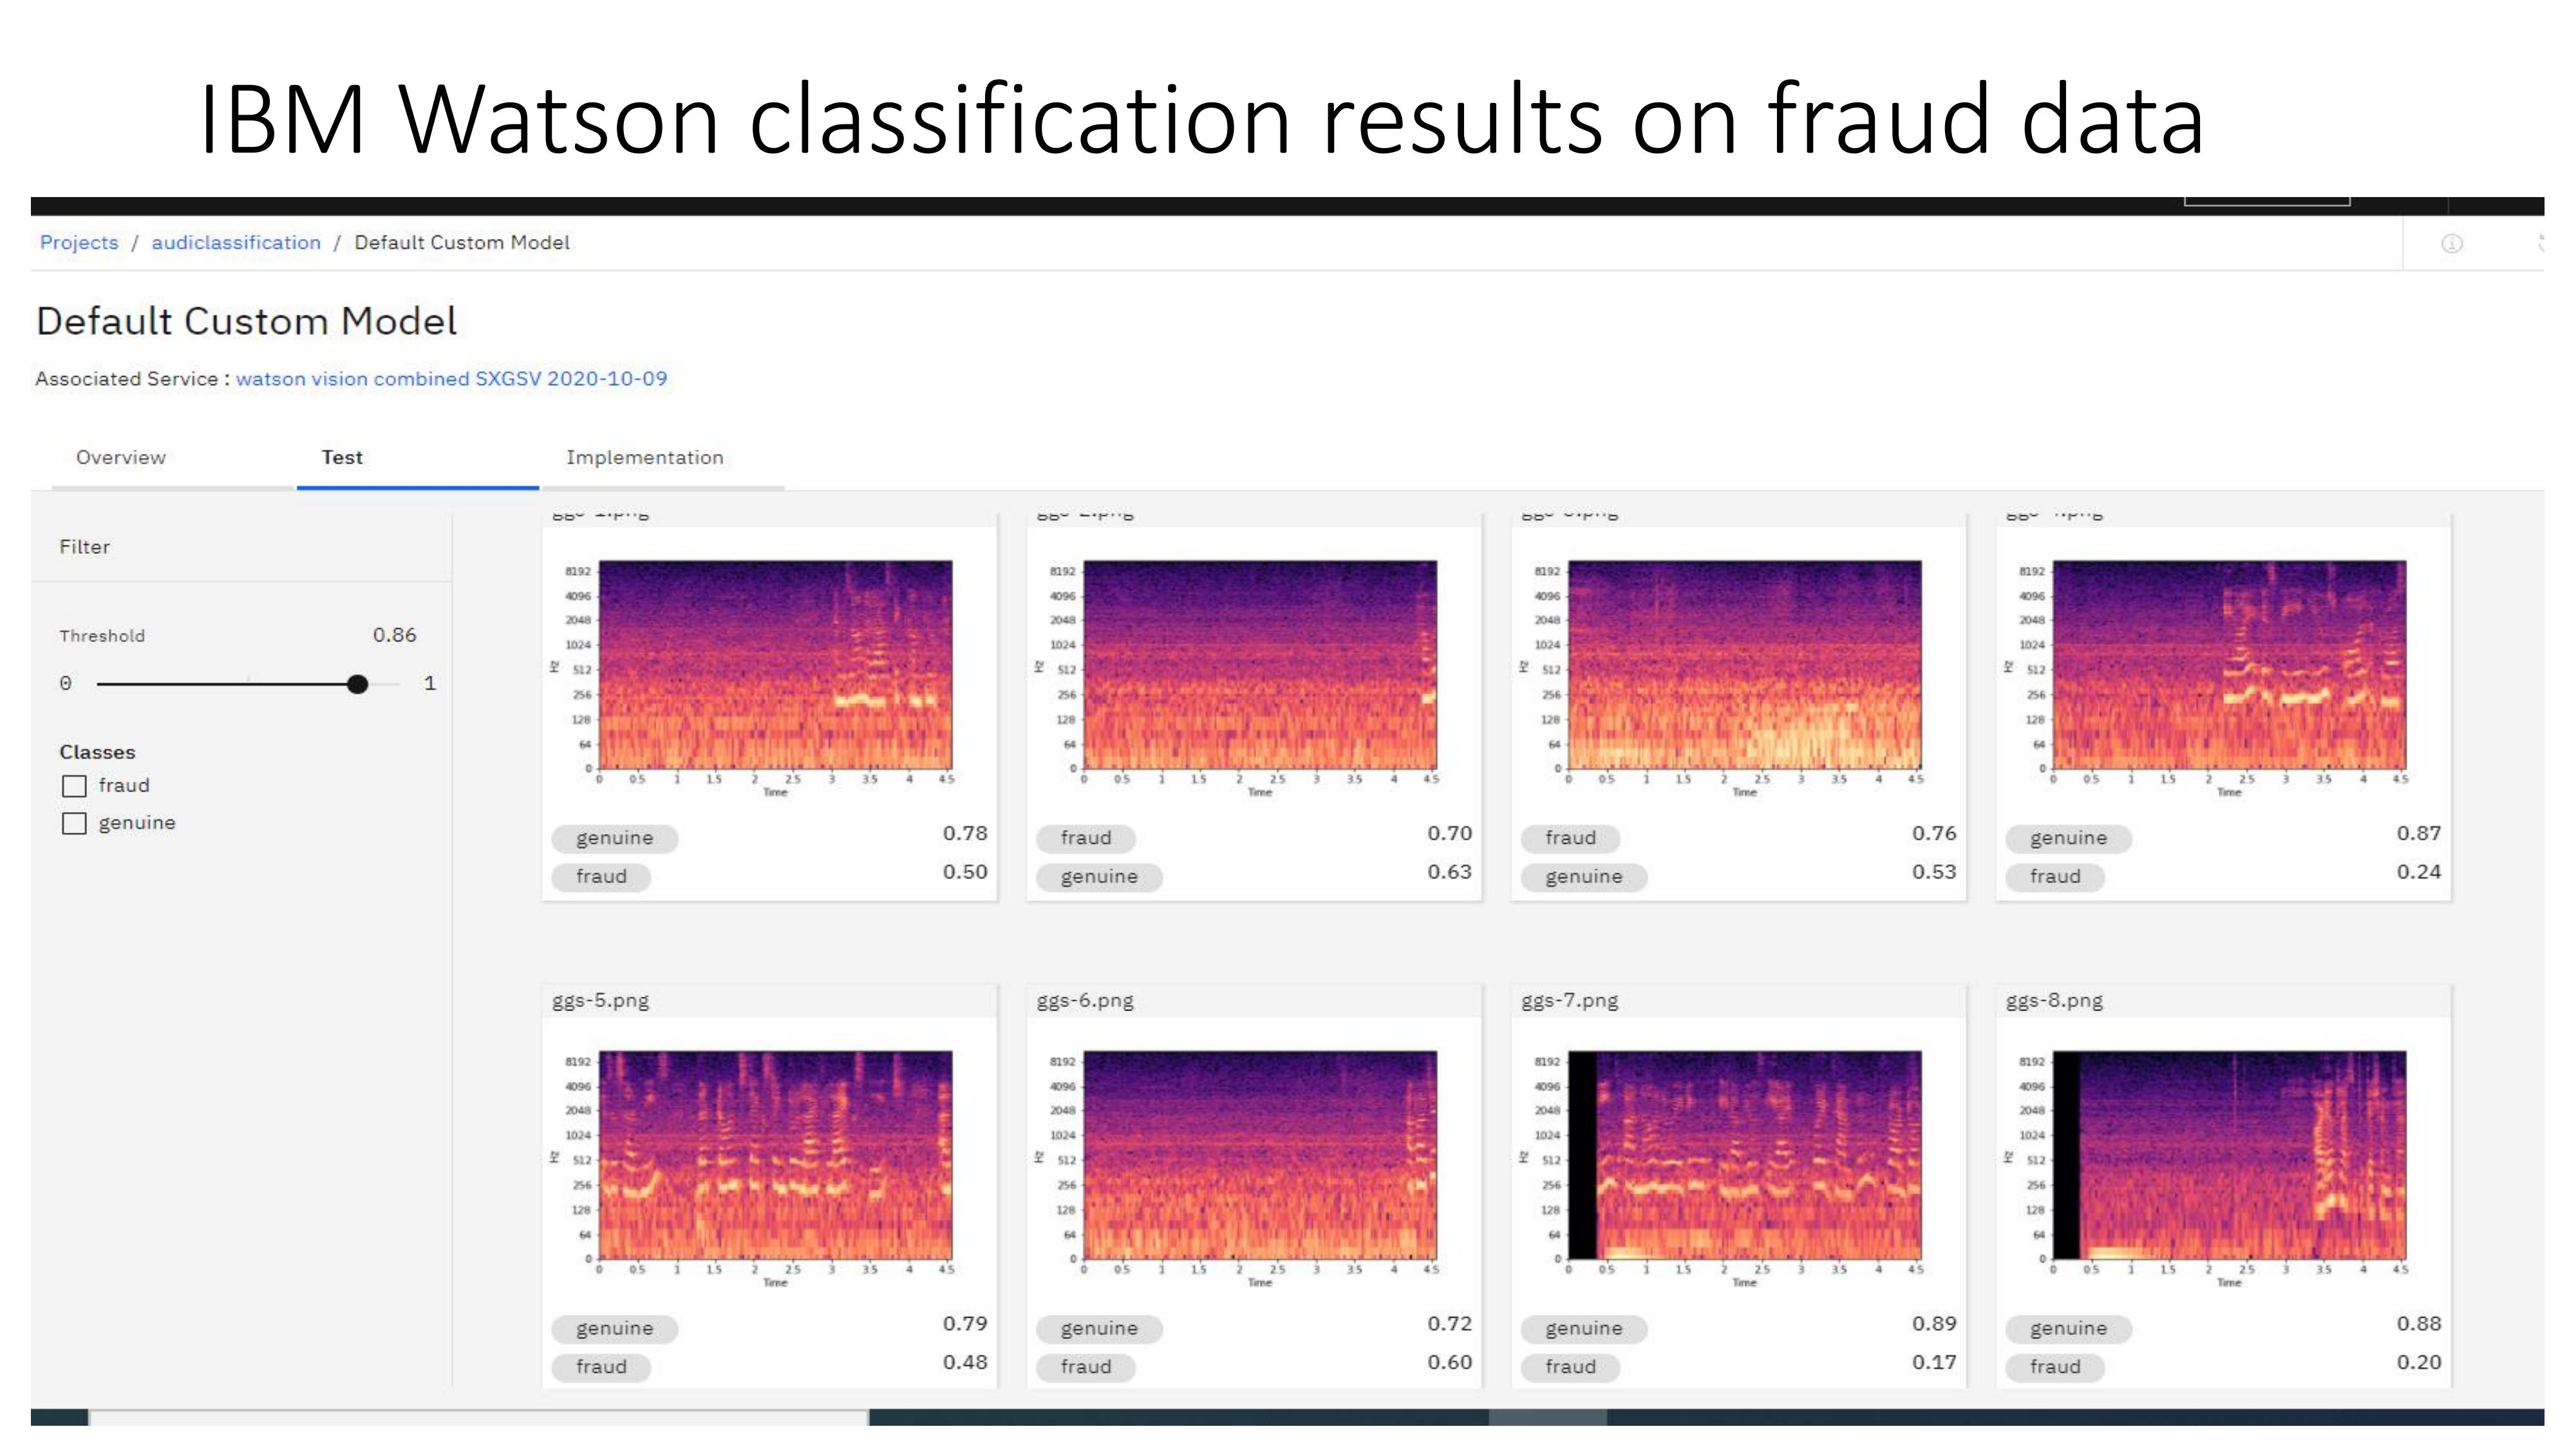 IBM Watson classification results on fraud data
Projects / audiclassification / Default Custom Model
Default Custom Model
Associated Service : watson vision combined SXGSV 2020-10-09
Overview Test Implementation
Filter
Threshold 0.86
0 1
Classes
fraud
genuine
8192 8192 8192 8192
4096 4096 4096 4096
2048 2048 2048 2048
1024 1024 1024 1024
Hz 512 Hz 512 Hz 512 Hz 512
256 256 256 256
128 128 128 128
64 64 64 64
0 0 0 0
0 0.5 1 1.5 2 2.5 3 3.5 4 4.5 0 0.5 1 1.5 2 2.5 3 3.5 4 4.5 0 0.5 1 1.5 2 2.5 3 3.5 4 4.5 0 0.5 1 1.5 2 2.5 3 3.5 4 4.5
Time Time Time Time
genuine 0.78 fraud 0.70 fraud 0.76 genuine 0.87
fraud 0.50 genuine 0.63 genuine 0.53 fraud 0.24
ggs-5.png ggs-6.png ggs-7.png ggs-8.png
8192 8192 8192 8192
4096 4096 4096 4096
2048 2048 2048 2048
1024 1024 1024 1024
Hz 512 Hz 512 Hz 512 Hz 512
256 256 256 256
128 128 128 128
64 64 64 64
0 0 0 0
0 0.5 1 1.5 2 2.5 3 3.5 4 4.5 0 0.5 1 1.5 2 2.5 3 3.5 4 4.5 0 0.5 1 1.5 2 2.5 3 3.5 4 4.5 0 0.5 1 1.5 2 2.5 3 3.5 4 4.5
Time Time Time Time
genuine 0.79 genuine 0.72 genuine 0.89 genuine 0.88
fraud 0.48 fraud 0.60 fraud 0.17 fraud 0.20